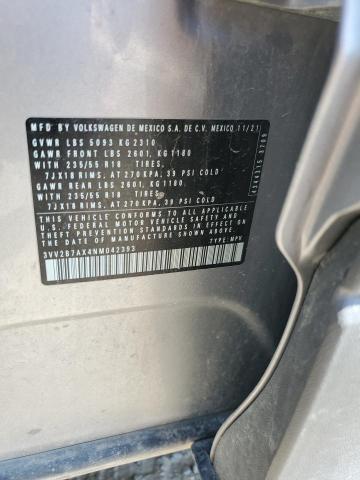 MFD BY VOLKSWAGEN DE MEXICO S.A. DE C.V. MEXICO 11/21
GVWR LBS 5093 KG 2310
GAWR FRONT LBS 2601, KG 1180
WITH 235/55 R18 TIRES,
7JX18 RIMS, AT 270 KPA, 39 PSI COLD
GAWR REAR LBS 2601, KG 1180,
WITH 235/55 R18 TIRES,
7JX18 RIMS, AT 270 KPA, 39 PSI COLD
THIS VEHICLE CONFORMS TO ALL APPLICABLE
U.S. FEDERAL MOTOR VEHICLE SAFETY AND
THEFT PREVENTION STANDARDS IN EFFECT
ON THE DATE OF MANUFACTURE SHOWN
ABOVE.
3VV2B7AX4NM042393 TYPE: MPV